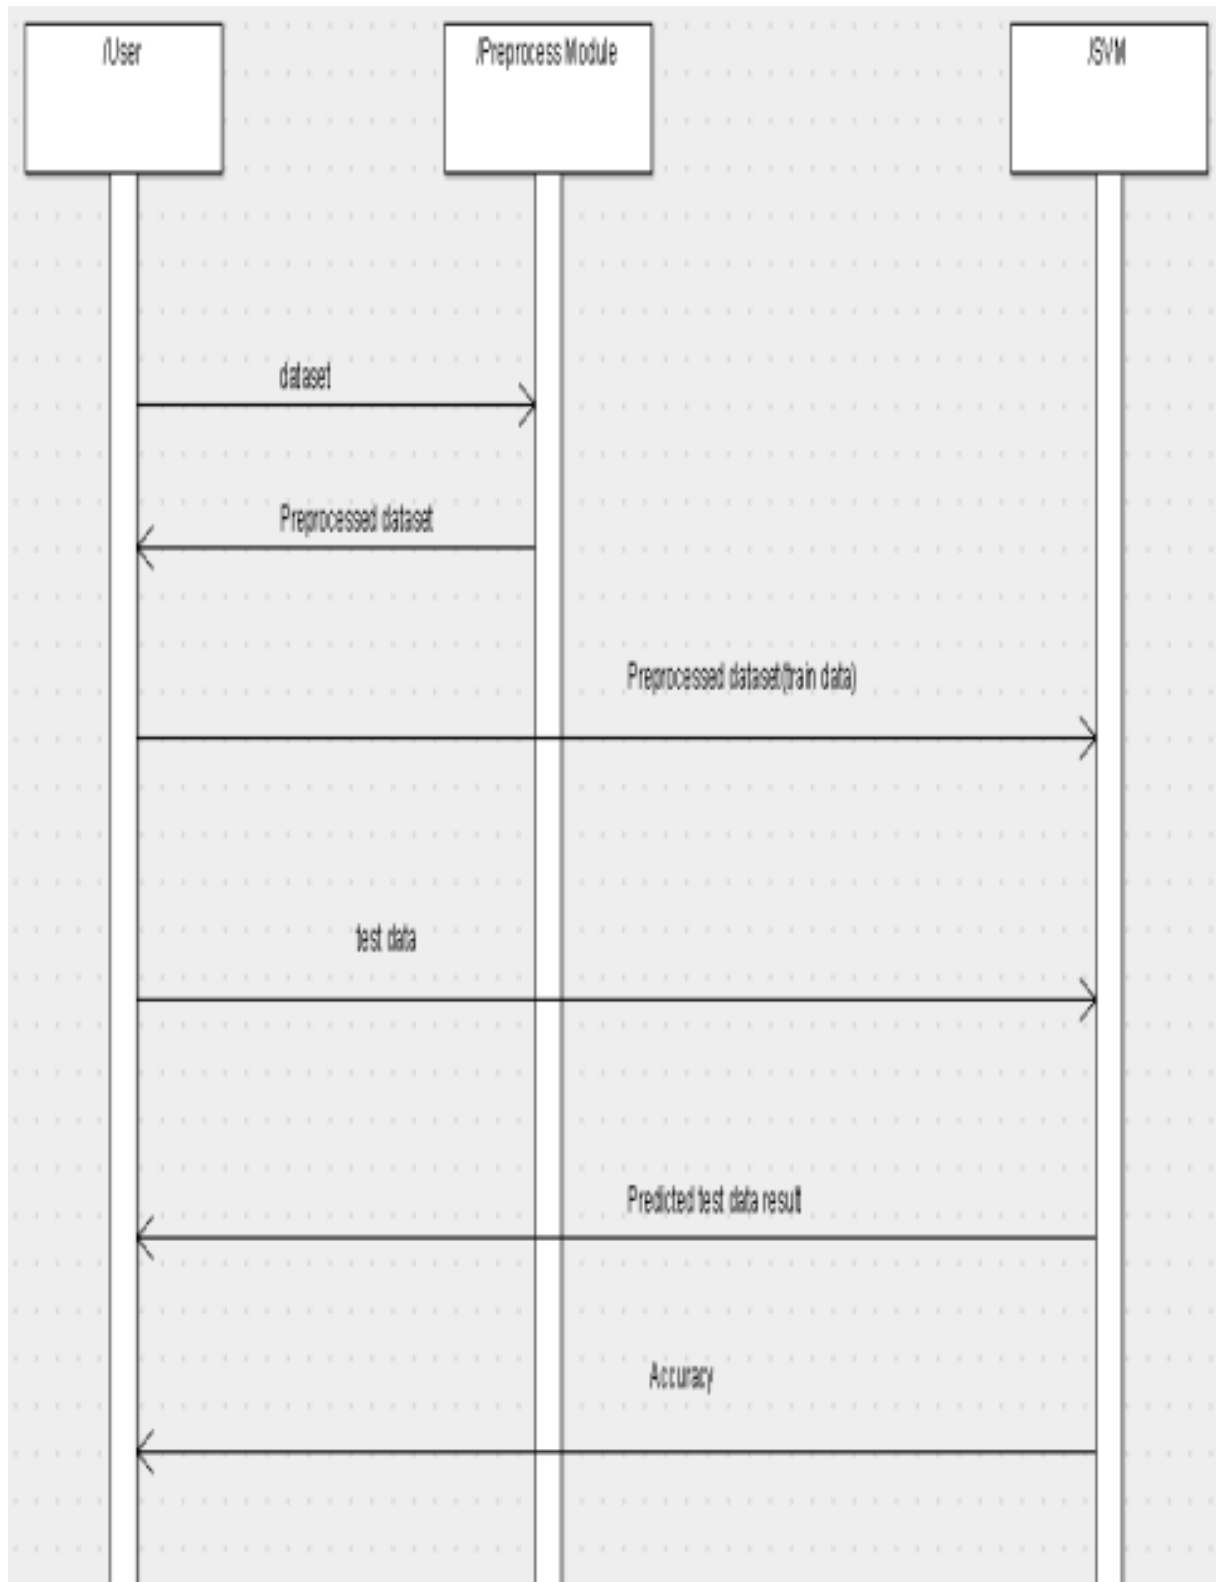 /User
/Preprocess Module
/SVM
dataset
Preprocessed dataset
Preprocessed dataset(train data)
test data
Predicted test data result
Accuracy